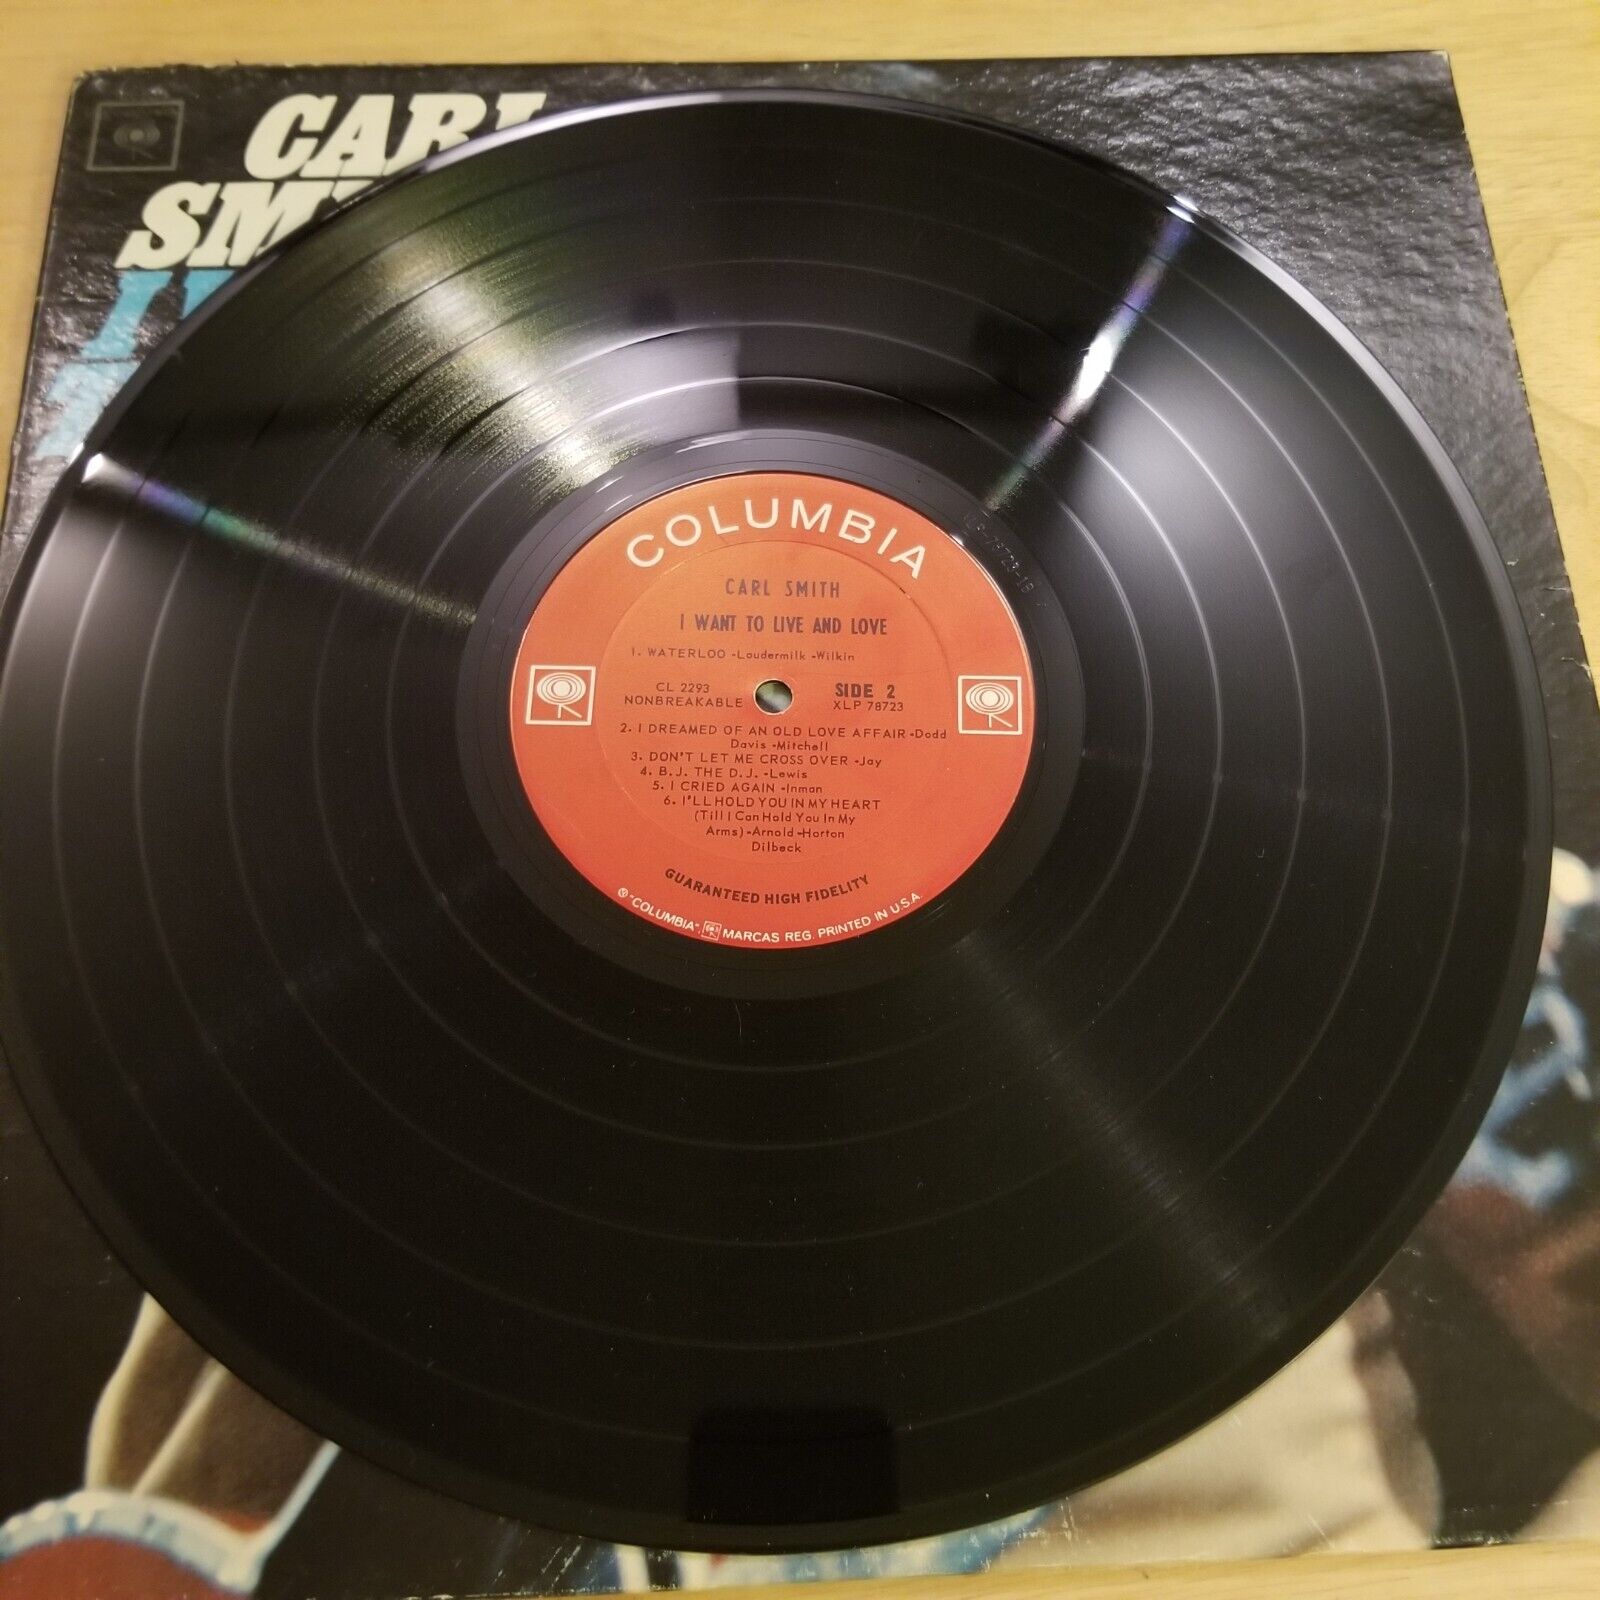 CARL
COLUMBIA
CARL SMITH
I WANT TO LIVE AND LOVE
1. WATERLOO -Loudermilk -Wilkin
CL 2293
NONBREAKABLE
SIDE 2
XLP 78723
2. I DREAMED OF AN OLD LOVE AFFAIR -Dodd
Davis -Mitchell
3. DON'T LET ME CROSS OVER -Jay
4. B.J. THE D.J. -Lewis
5. I CRIED AGAIN -Inman
6. I'LL HOLD YOU IN MY HEART
(Till I Can Hold You In My
Arms) -Arnold -Horton
Dilbeck
GUARANTEED HIGH FIDELITY
"COLUMBIA", MARCAS REG. PRINTED IN U.S.A.